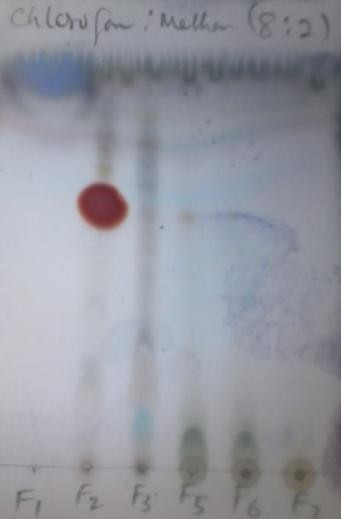 Chlorofom : Methan (8:2)
F1 F2 F3 F5 F6 F7